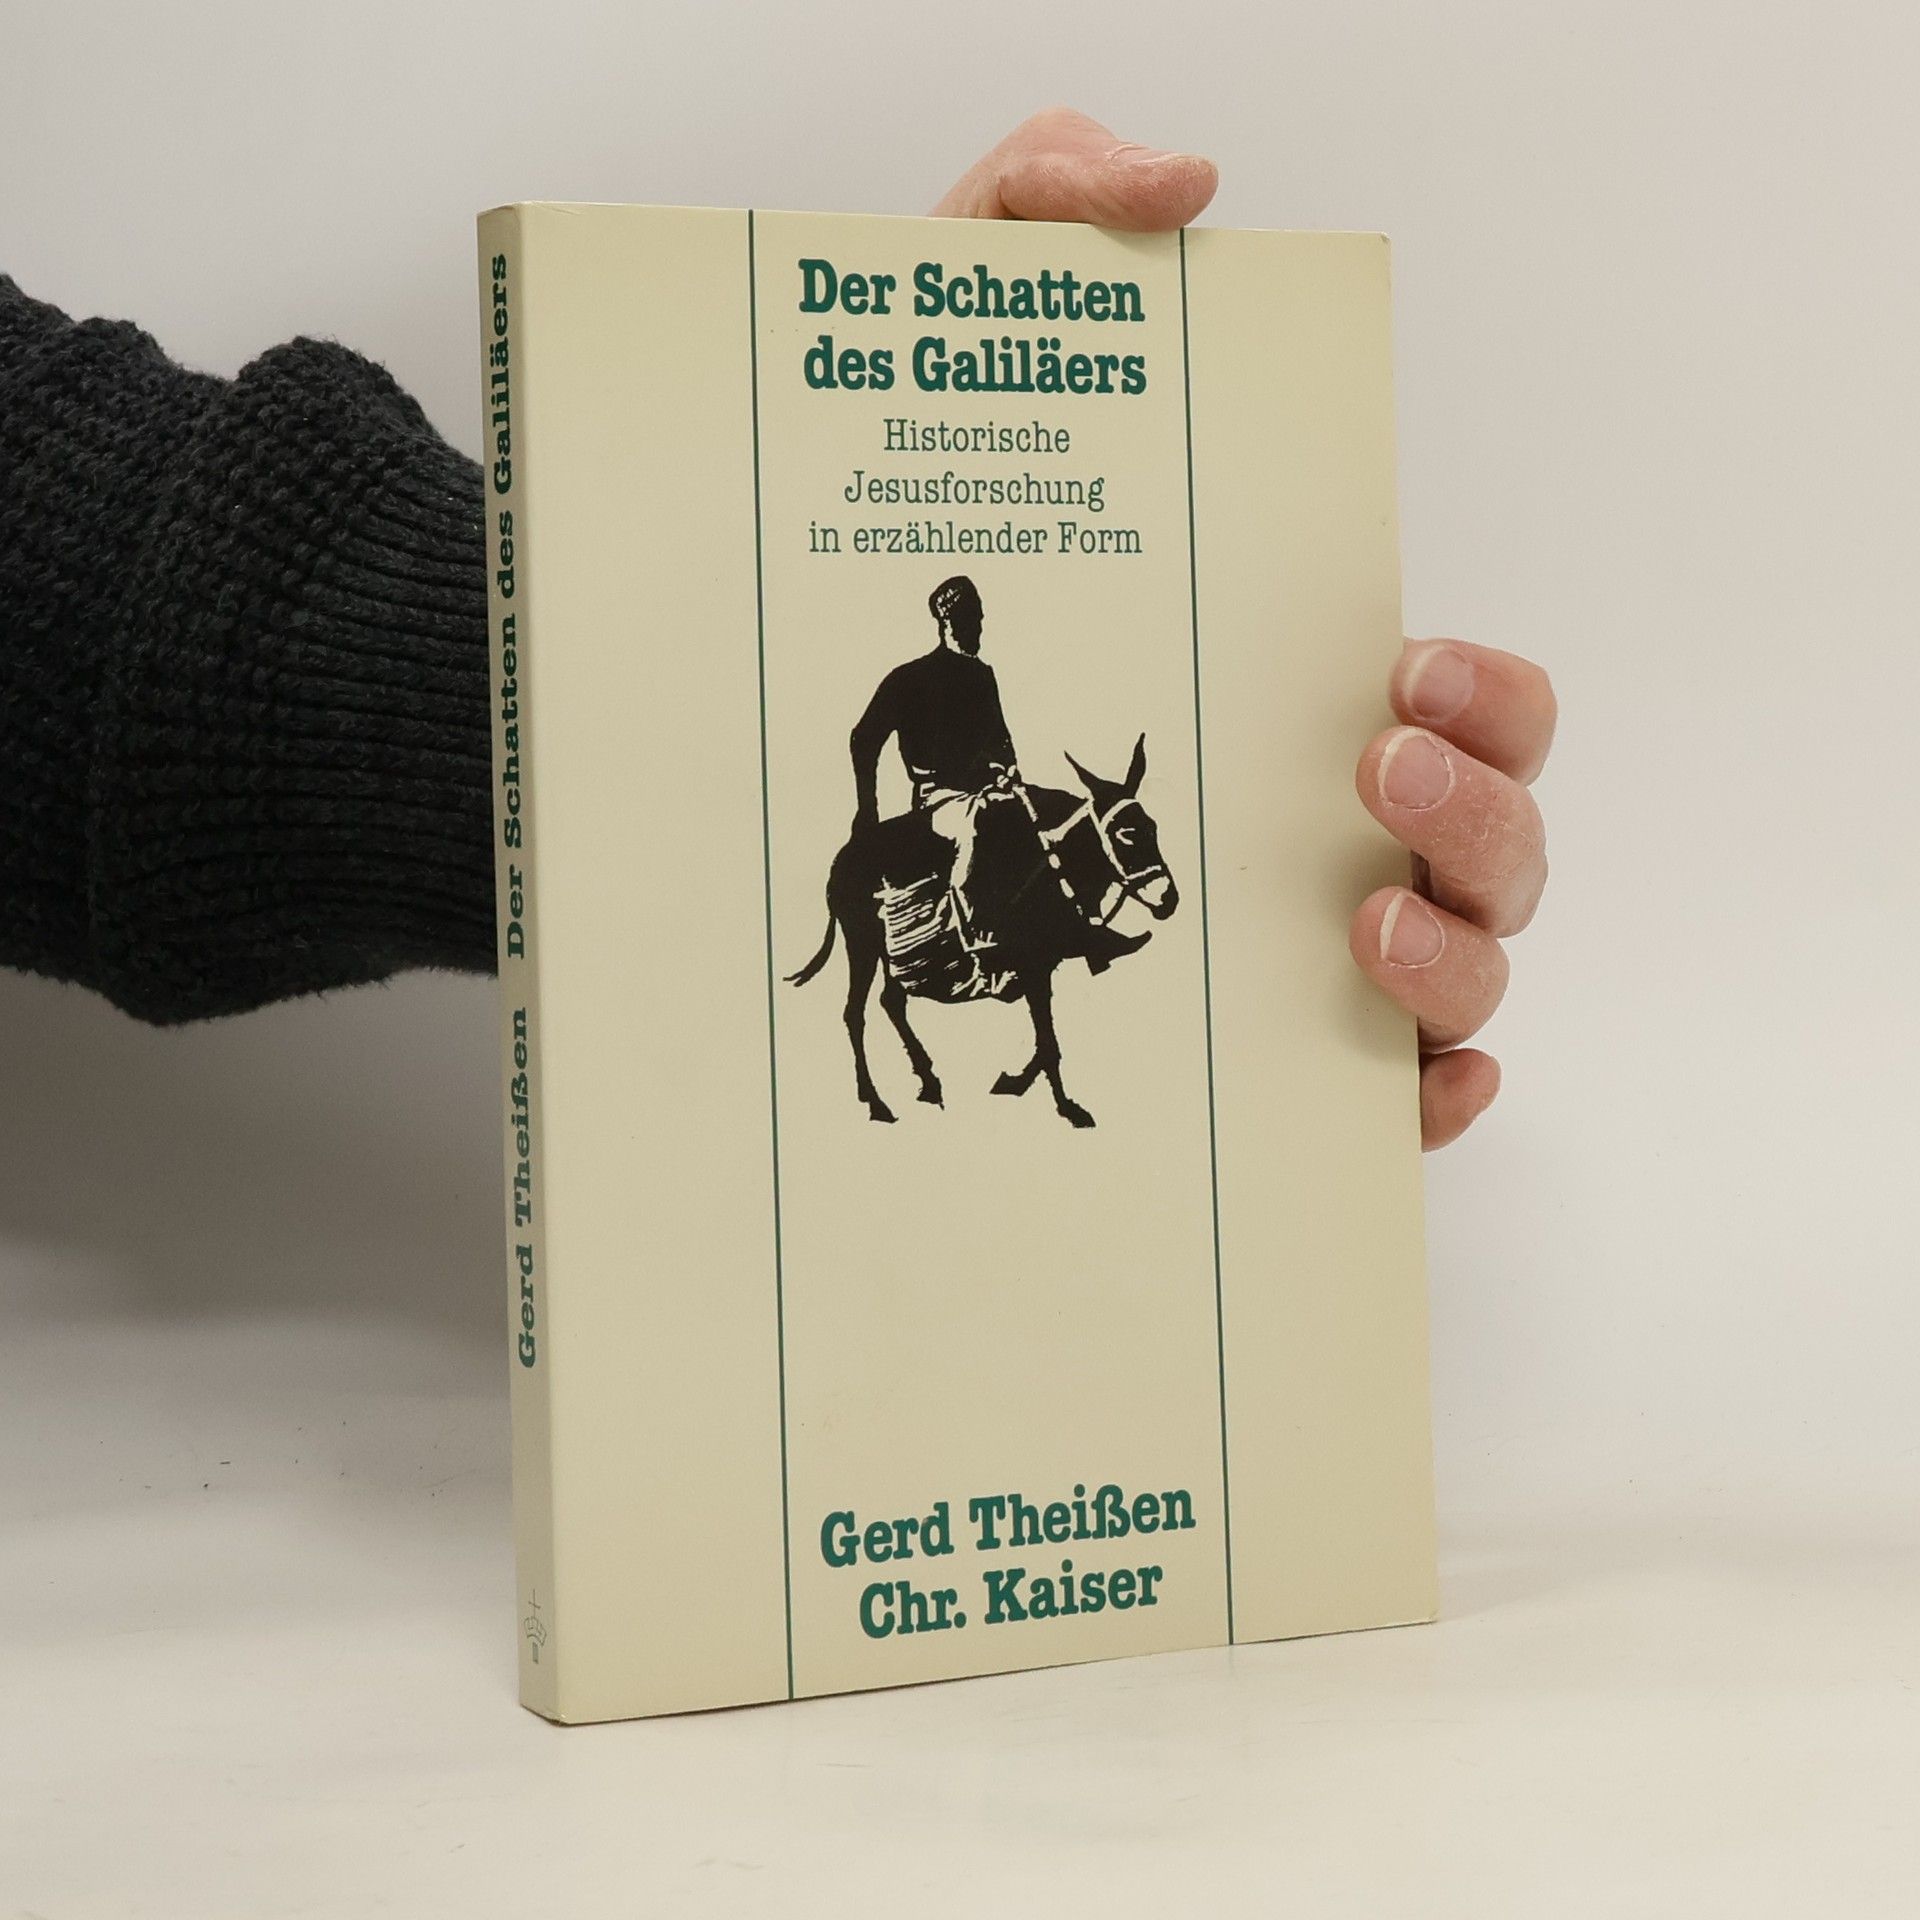 Der Schatten
des Galiläers
Historische
Jesusforschung
in erzählender Form
Gerd Theißen
Chr. Kaiser
Gerd Theißen Der Schatten des Galiläers